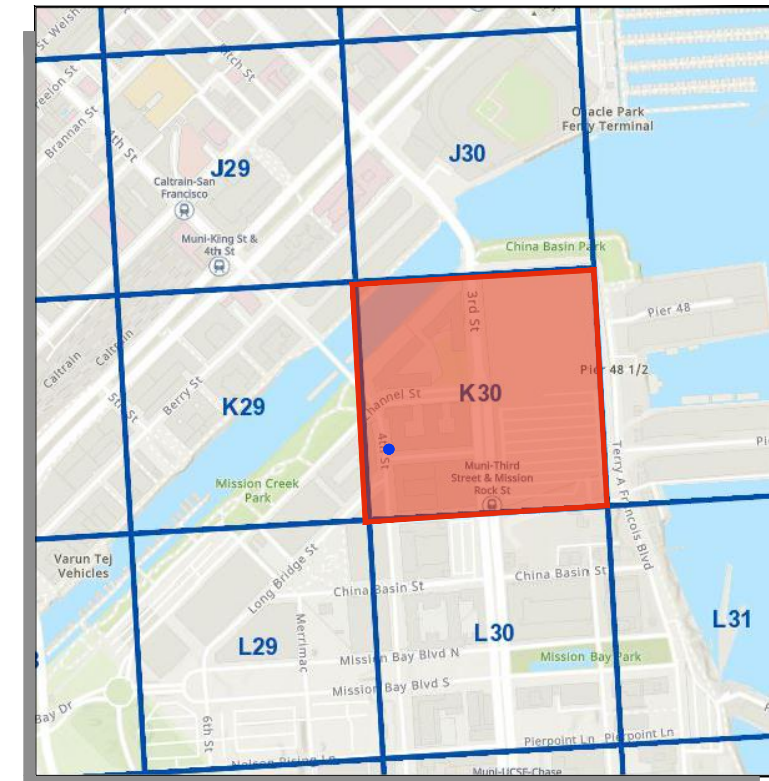 St Welsh
Ritch St
Freelon St
Brannan St
4th St
Oracle Park
Ferry Terminal
J29
J30
Caltrain-San
Francisco
Muni-King St &
4th St
China Basin Park
3rd St
Pier 48
Caltrain
Caltrain
Pier 48 1/2
5th St
Berry St
K29
Channel St
K30
4th St
Pi
Mission Creek
Park
Muni-Third
Street & Mission
Rock St
Terry A Francois Blvd
Varun Tej
Vehicles
Long Bridge St
China Basin St
China Basin St
Merrimac
L29
L30
L31
Mission Bay Blvd N
Mission Bay Park
Mission Bay Blvd S
Bay Dr
6th St
Pierpoint Ln
Pierpoint Ln
Nelson Rising Ln
Muni-UCSF-Chase